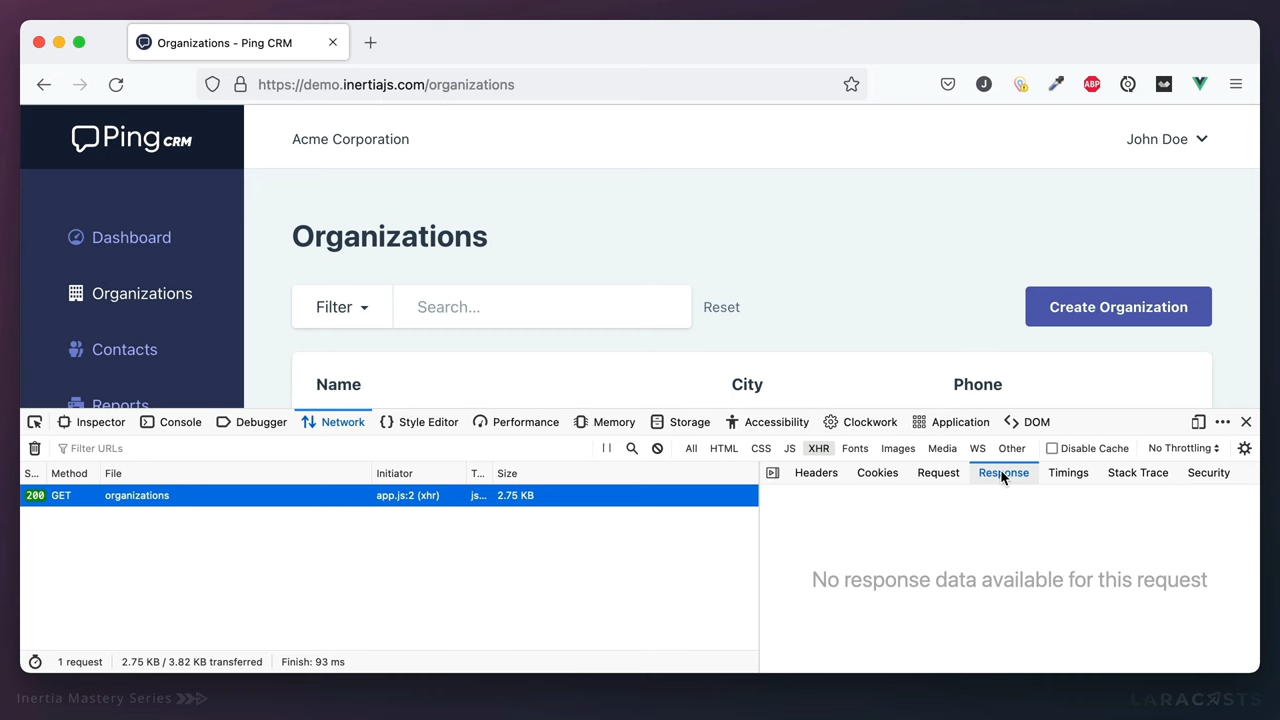 Organizations - Ping CRM
https://demo.inertiajs.com/organizations
J
ABP
Ping CRM
Acme Corporation
John Doe
Dashboard
Organizations
Organizations
Filter
Search...
Reset
Create Organization
Contacts
Name
City
Phone
Reports
Inspector
Console
Debugger
Network
{} Style Editor
Performance
Memory
Storage
Accessibility
Clockwork
Application
DOM
Filter URLs
All
HTML
CSS
JS
XHR
Fonts
Images
Media
WS
Other
Disable Cache
No Throttling
S...
Method
File
Initiator
T...
Size
Headers
Cookies
Request
Response
Timings
Stack Trace
Security
200
GET
organizations
app.js:2 (xhr)
js...
2.75 KB
No response data available for this request
1 request
2.75 KB / 3.82 KB transferred
Finish: 93 ms
Inertia Mastery Series
LARACASTS